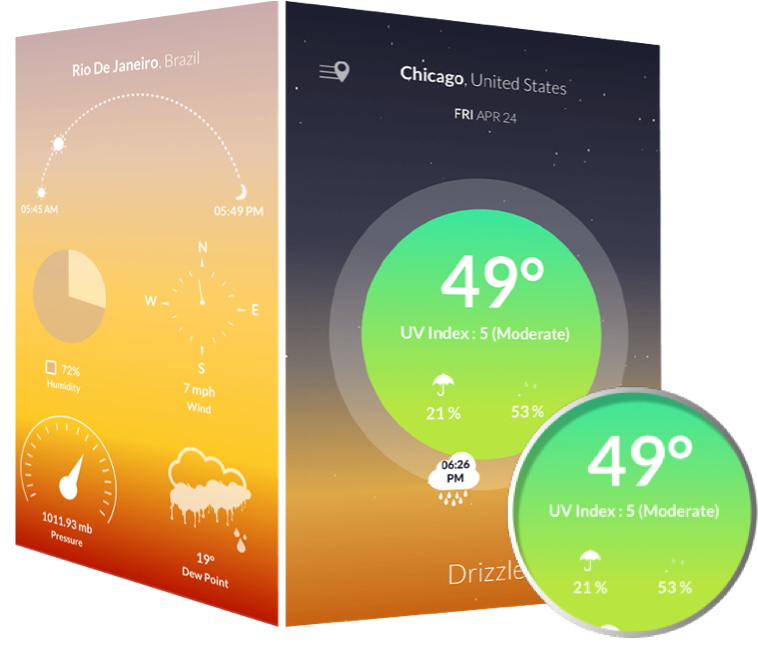 Rio De Janeiro, Brazil
05:45 AM
05:49 PM
N
W
E
S
72%
Humidity
7 mph
Wind
1011.93 mb
Pressure
19°
Dew Point
Chicago, United States
FRI APR 24
49°
UV Index : 5 (Moderate)
21%
53%
06:26
PM
Drizzle
49°
UV Index : 5 (Moderate)
21%
53%